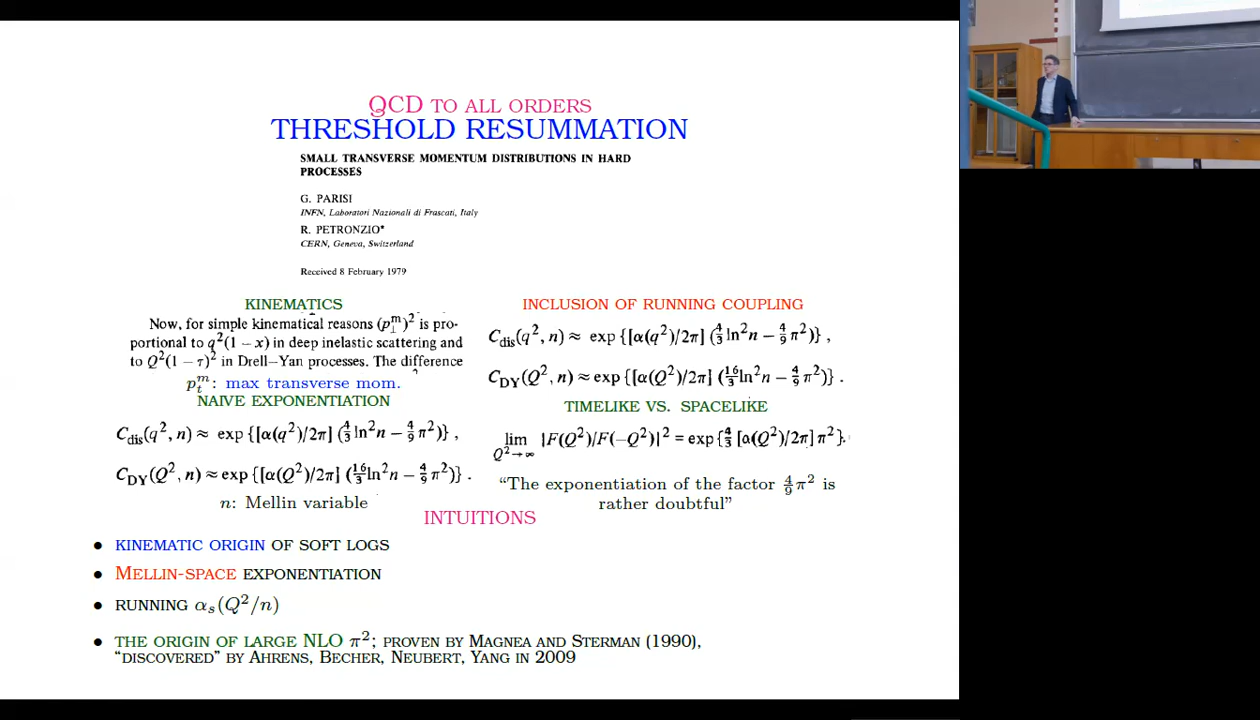 QCD TO ALL ORDERS
THRESHOLD RESUMMATION
SMALL TRANSVERSE MOMENTUM DISTRIBUTIONS IN HARD
PROCESSES
G. PARISI
INFN, Laboratori Nazionali di Frascati, Italy
R. PETRONZIO*
CERN, Geneva, Switzerland
Received 8 February 1979
KINEMATICS
Now, for simple kinematical reasons (p⊥^m)² is pro-
portional to q²(1 − x) in deep inelastic scattering and
to Q²(1 − τ)² in Drell–Yan processes. The difference
p_t^m: max transverse mom.
NAIVE EXPONENTIATION
C_dis(q², n) ≈ exp {[α(q²)/2π] (4/3 ln²n − 4/9 π²)} ,
C_DY(Q², n) ≈ exp {[α(Q²)/2π] (16/3 ln²n − 4/9 π²)} .
n: Mellin variable
INCLUSION OF RUNNING COUPLING
C_dis(q², n) ≈ exp {[α(q²)/2π] (4/3 ln²n − 4/9 π²)} ,
C_DY(Q², n) ≈ exp {[α(Q²)/2π] (16/3 ln²n − 4/9 π²)} .
TIMELIKE VS. SPACELIKE
lim_{Q²→∞} |F(Q²)/F(−Q²)|² = exp {4/3 [α(Q²)/2π] π²}.
“The exponentiation of the factor 4/9 π² is
rather doubtful”
INTUITIONS
● KINEMATIC ORIGIN OF SOFT LOGS
● MELLIN-SPACE EXPONENTIATION
● RUNNING α_s(Q²/n)
● THE ORIGIN OF LARGE NLO π²; PROVEN BY MAGNEA AND STERMAN (1990),
“DISCOVERED” BY AHRENS, BECHER, NEUBERT, YANG IN 2009